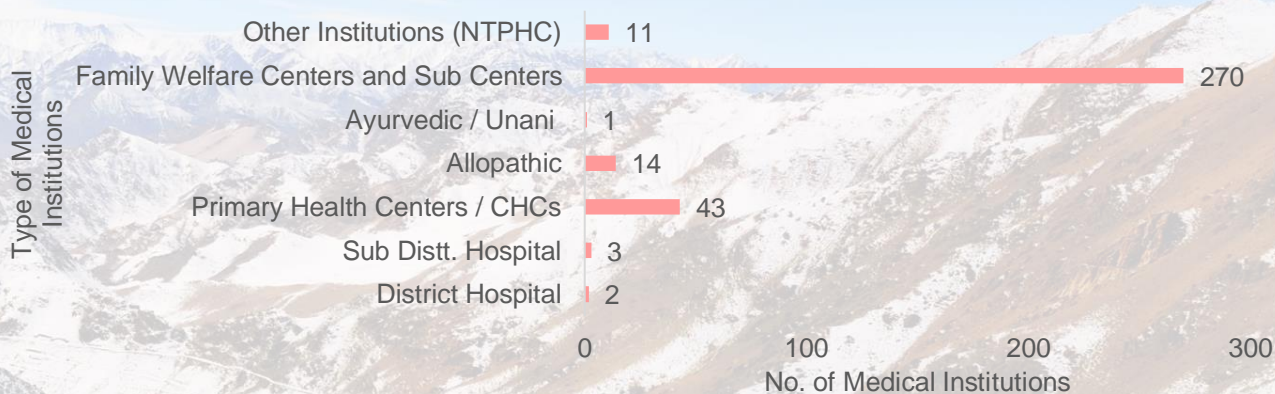 Type of Medical
Institutions
Other Institutions (NTPHC) 11
Family Welfare Centers and Sub Centers 270
Ayurvedic / Unani 1
Allopathic 14
Primary Health Centers / CHCs 43
Sub Distt. Hospital 3
District Hospital 2
0 100 200 300
No. of Medical Institutions